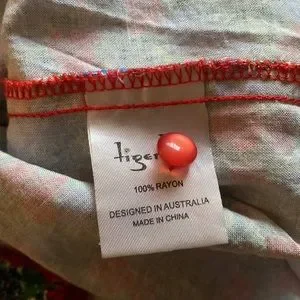 tiger
100% RAYON
DESIGNED IN AUSTRALIA
MADE IN CHINA